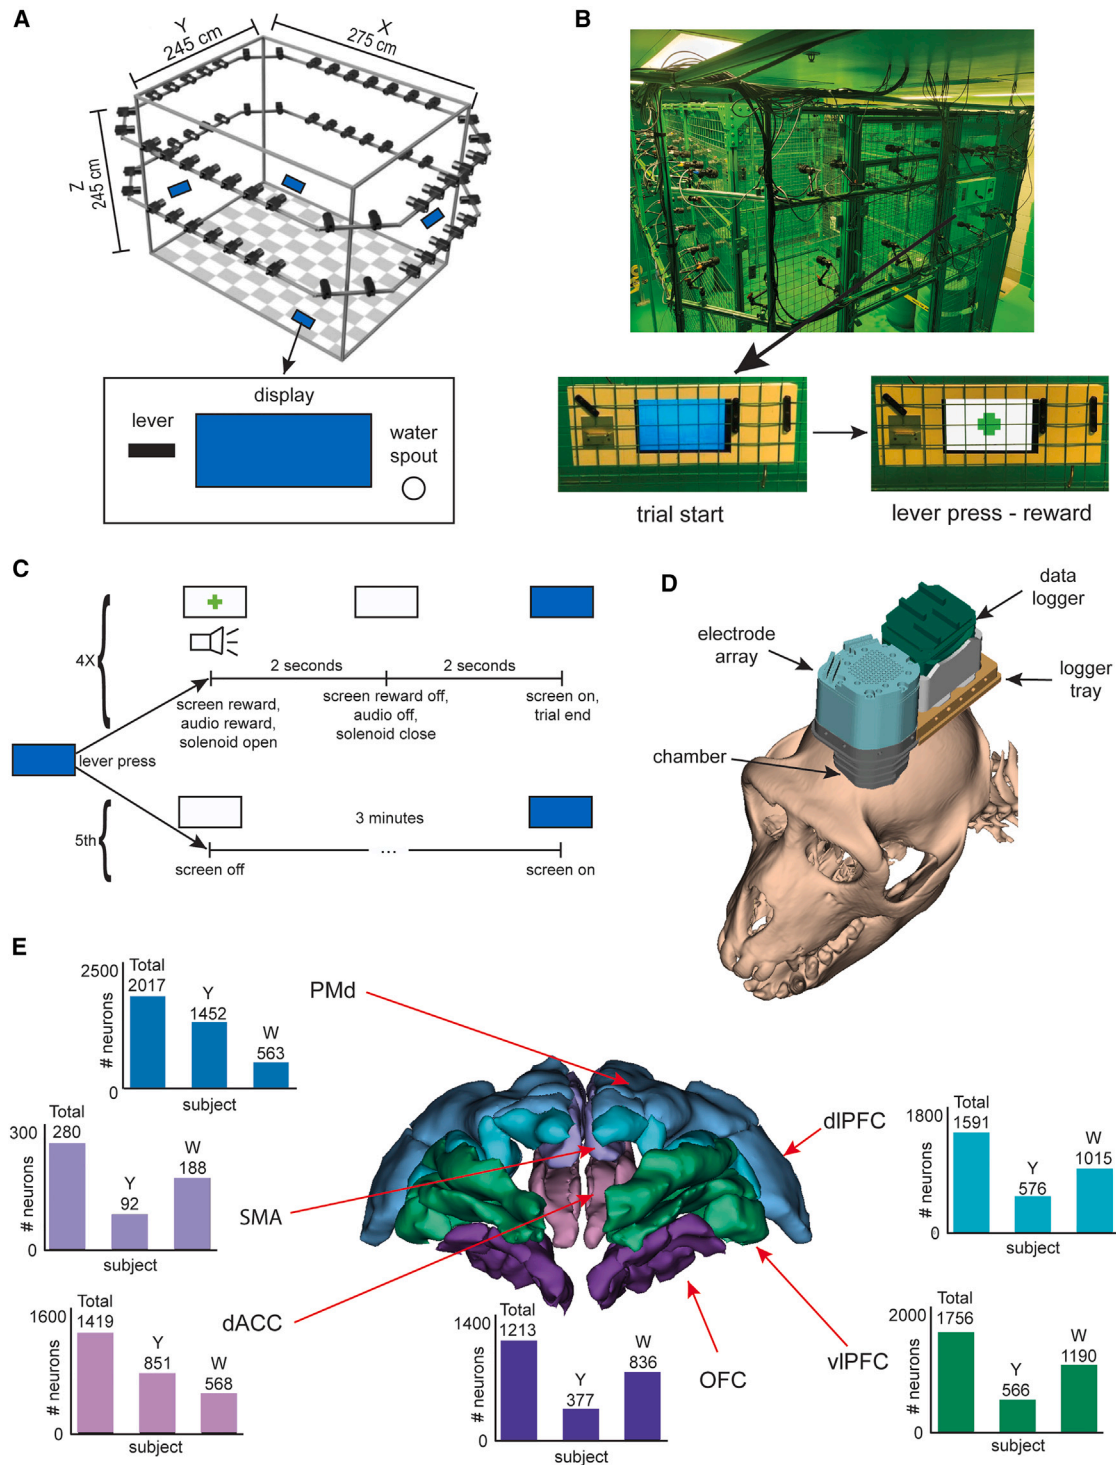 A
Y
245 cm
X
275 cm
Z
245 cm
display
lever
water
spout
B
trial start
lever press - reward
C
4X
2 seconds
2 seconds
screen reward,
audio reward,
solenoid open
screen reward off,
audio off,
solenoid close
screen on,
trial end
lever press
5th
3 minutes
...
screen off
screen on
D
data
logger
electrode
array
logger
tray
chamber
E
2500
# neurons
0
Total
2017
Y
1452
W
563
subject
PMd
300
# neurons
0
Total
280
Y
92
W
188
subject
SMA
1600
# neurons
0
Total
1419
Y
851
W
568
subject
dACC
1400
# neurons
0
Total
1213
Y
377
W
836
subject
OFC
dlPFC
1800
# neurons
0
Total
1591
Y
576
W
1015
subject
vlPFC
2000
# neurons
0
Total
1756
Y
566
W
1190
subject